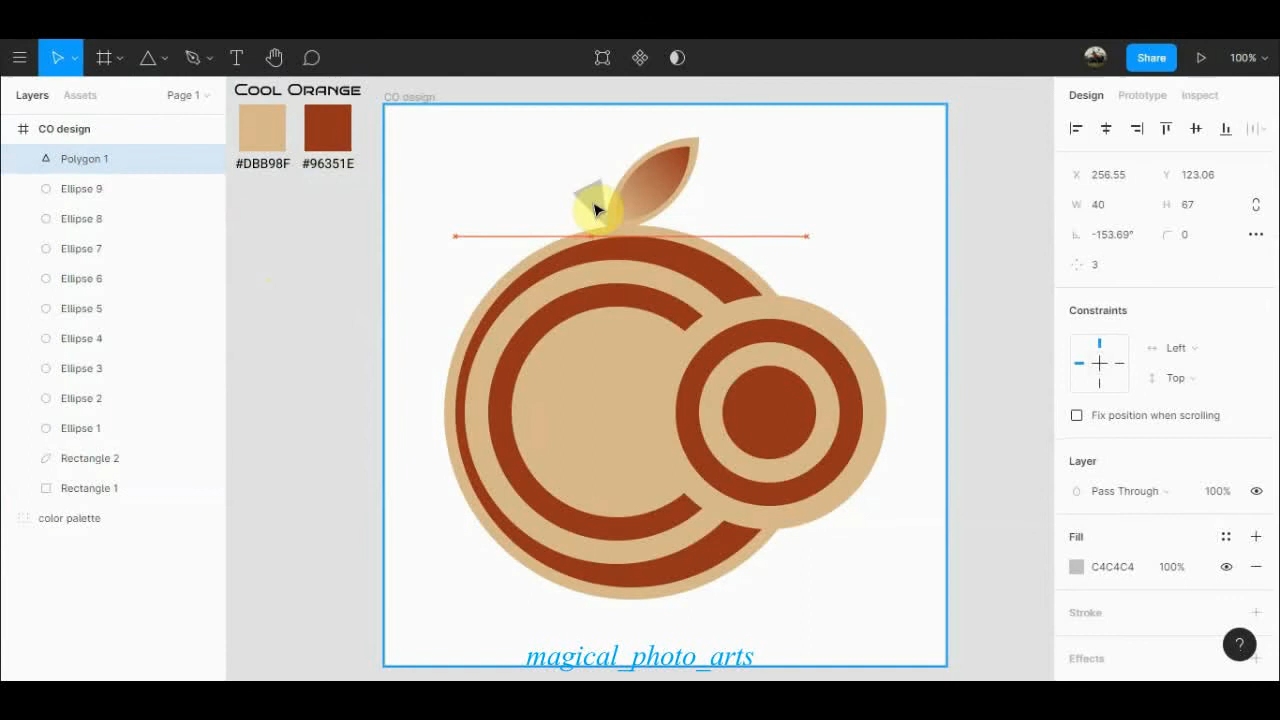 Share
100%
Layers
Assets
Page 1
CO design
Polygon 1
Ellipse 9
Ellipse 8
Ellipse 7
Ellipse 6
Ellipse 5
Ellipse 4
Ellipse 3
Ellipse 2
Ellipse 1
Rectangle 2
Rectangle 1
color palette
Cool Orange
#DBB98F #96351E
CO design
magical_photo_arts
Design
Prototype
Inspect
X 256.55 Y 123.06
W 40 H 67
-153.69° 0
3
Constraints
Left
Top
Fix position when scrolling
Layer
Pass Through 100%
Fill
C4C4C4 100%
Stroke
Effects
?